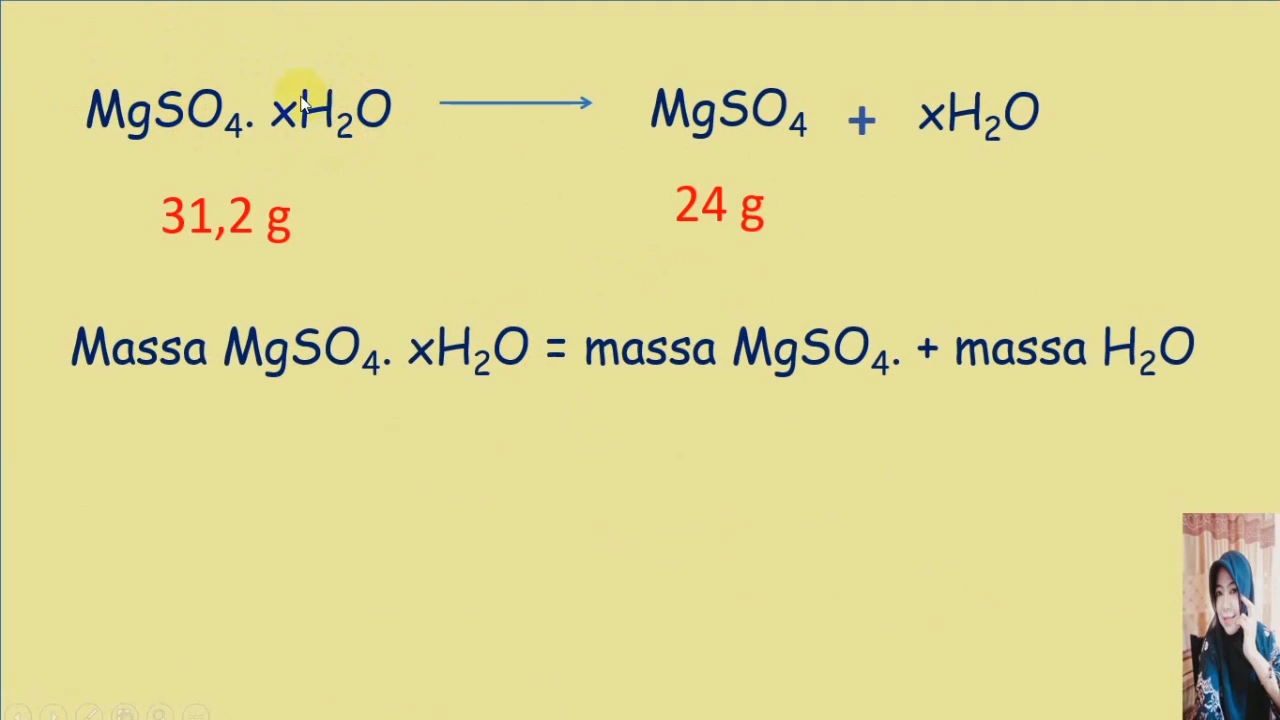 MgSO₄. xH₂O → MgSO₄ + xH₂O
31,2 g 24 g
Massa MgSO₄. xH₂O = massa MgSO₄. + massa H₂O